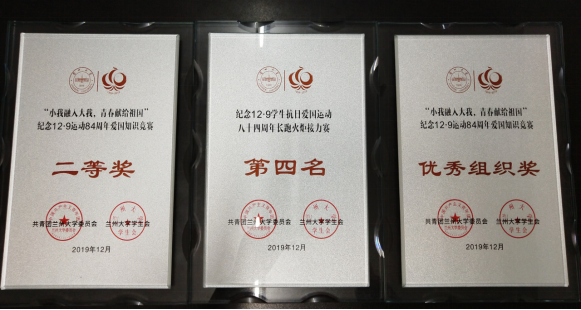 “小我融入大我，青春献给祖国”
纪念12·9运动84周年爱国知识竞赛
二等奖
共青团兰州大学委员会 兰州大学学生会
2019年12月
纪念12·9学生抗日爱国运动
八十四周年长跑火炬接力赛
第四名
共青团兰州大学委员会 兰州大学学生会
2019年12月
“小我融入大我，青春献给祖国”
纪念12·9运动84周年爱国知识竞赛
优秀组织奖
共青团兰州大学委员会 兰州大学学生会
2019年12月